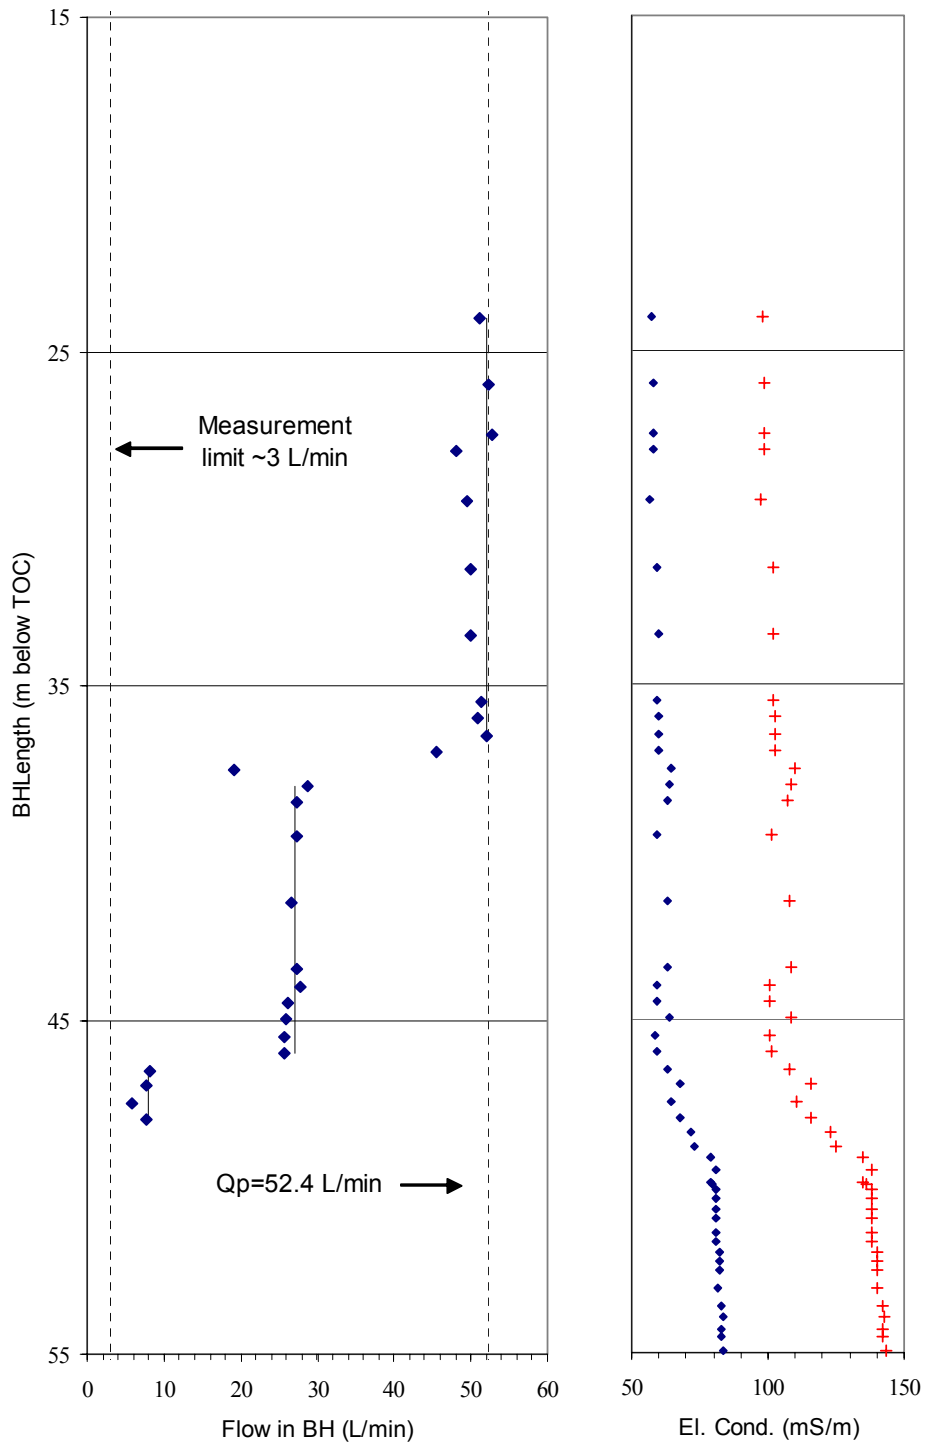 15
25
35
45
55
BHLength (m below TOC)
Measurement
limit ~3 L/min
Qp=52.4 L/min
0 10 20 30 40 50 60
Flow in BH (L/min)
50 100 150
El. Cond. (mS/m)